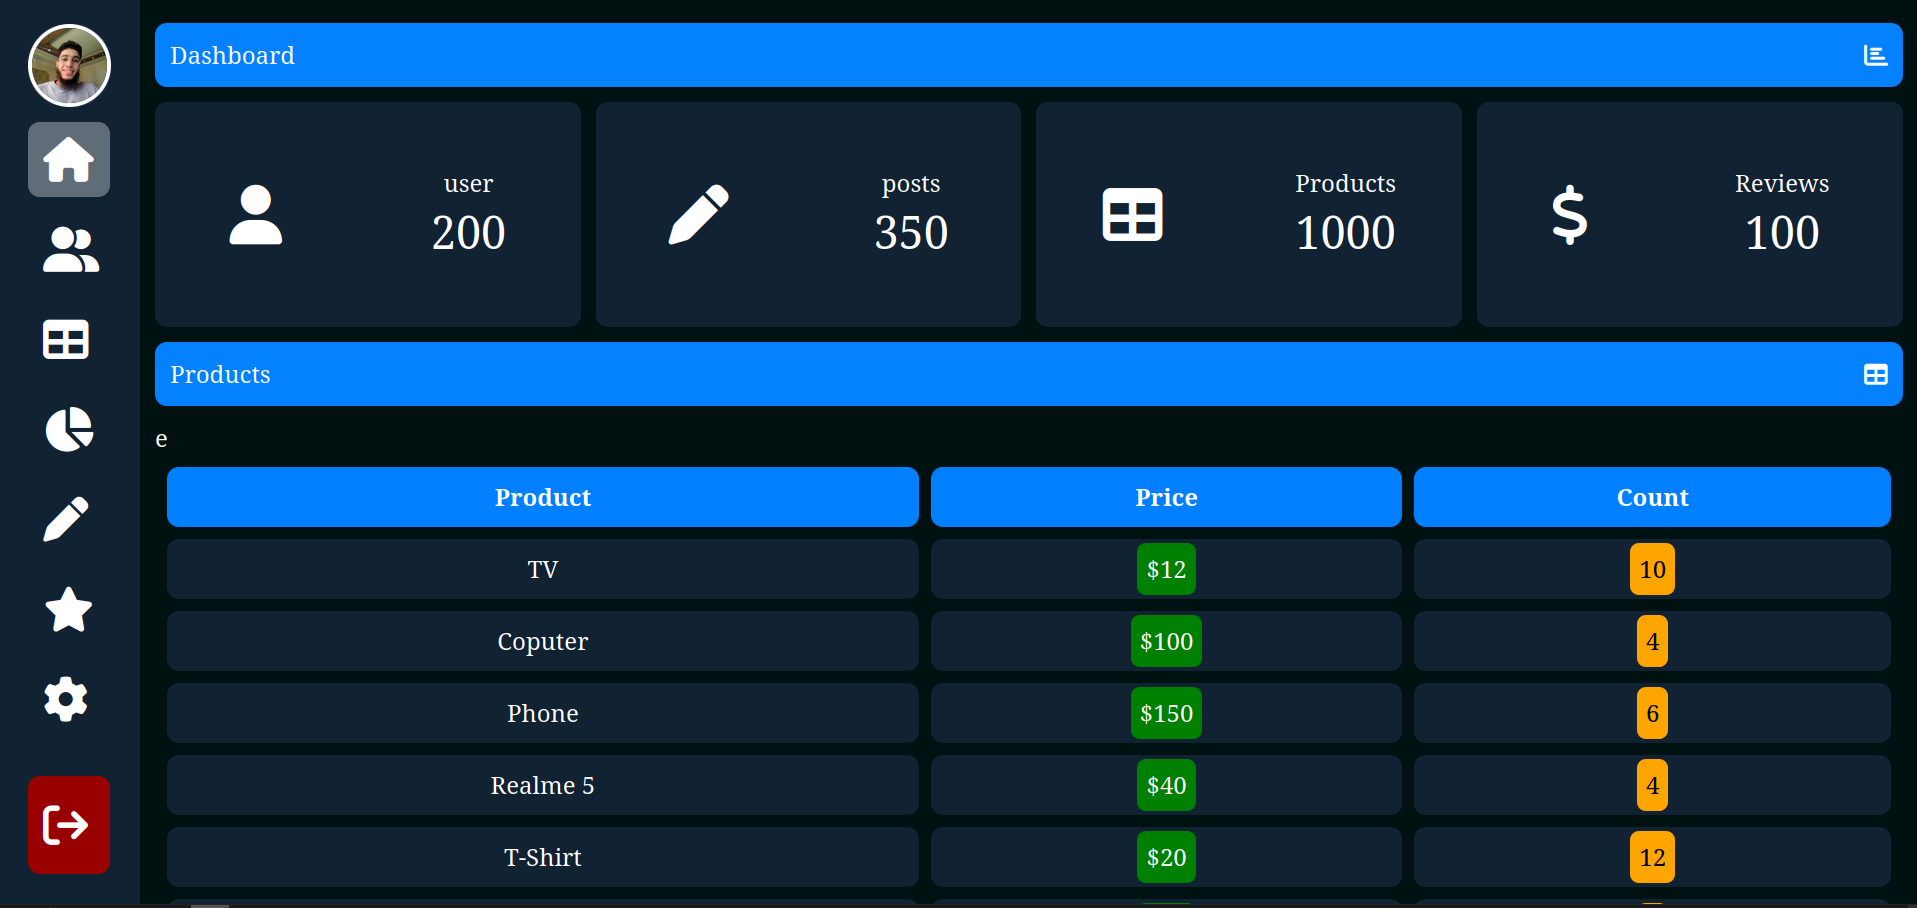 Dashboard
user
200
posts
350
Products
1000
Reviews
100
Products
e
Product Price Count
TV $12 10
Coputer $100 4
Phone $150 6
Realme 5 $40 4
T-Shirt $20 12